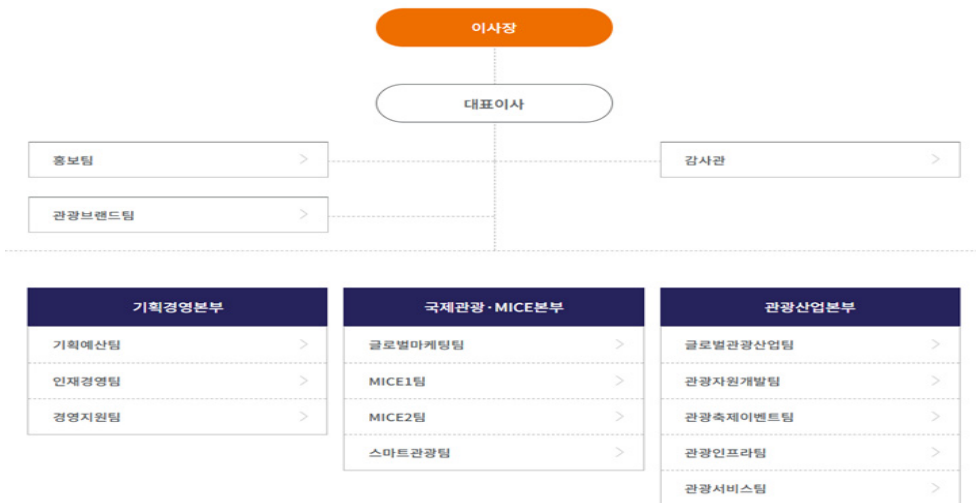 이사장
대표이사
홍보팀
감사관
관광브랜드팀
기획경영본부
기획예산팀
인재경영팀
경영지원팀
국제관광·MICE본부
글로벌마케팅팀
MICE1팀
MICE2팀
스마트관광팀
관광산업본부
글로벌관광산업팀
관광자원개발팀
관광축제이벤트팀
관광인프라팀
관광서비스팀